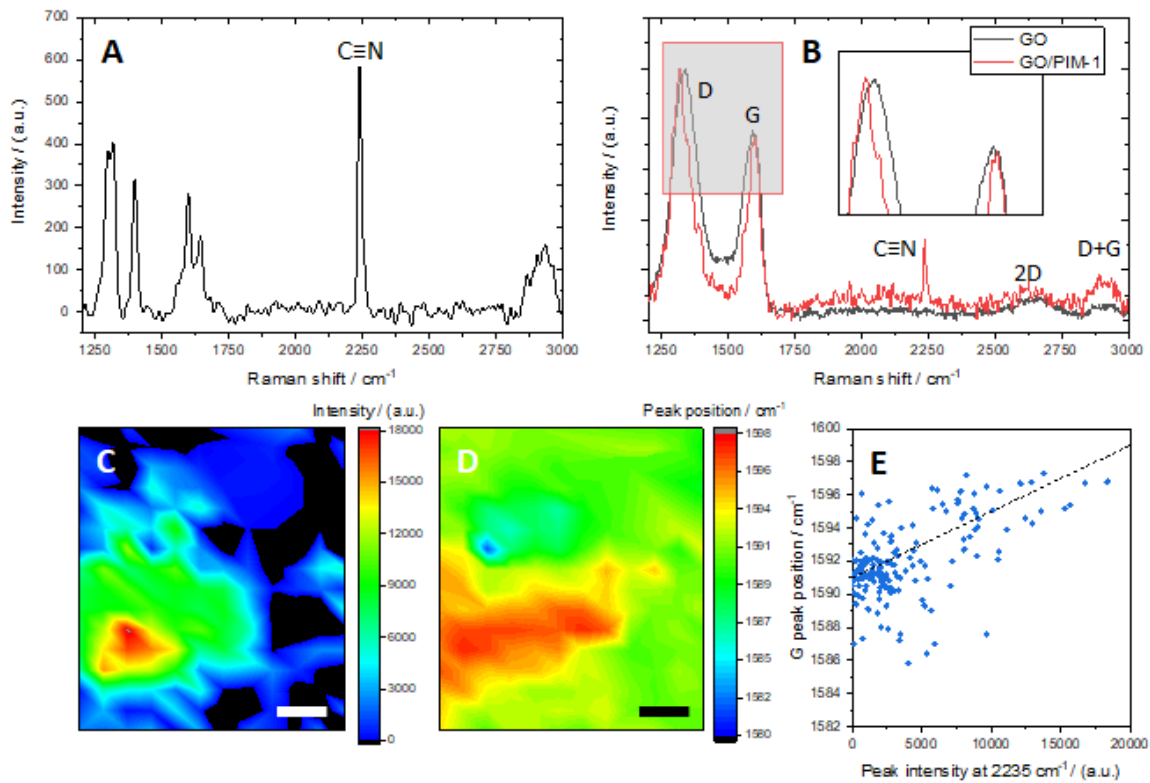 A
C≡N
700
600
500
400
300
200
100
0
Intensity / (a.u.)
1250 1500 1750 2000 2250 2500 2750 3000
Raman shift / cm⁻¹
B
GO
GO/PIM-1
D
G
C≡N
2D
D+G
Intensity / (a.u.)
1250 1500 1750 2000 2250 2500 2750 3000
Raman shift / cm⁻¹
Intensity / (a.u.)
C
18000
15000
12000
9000
6000
3000
0
Peak position / cm⁻¹
D
1598
1596
1594
1592
1591
1589
1587
1585
1583
1582
1580
E
1600
1598
1596
1594
1592
1590
1588
1586
1584
1582
G peak position / cm⁻¹
0 5000 10000 15000 20000
Peak intensity at 2235 cm⁻¹ / (a.u.)